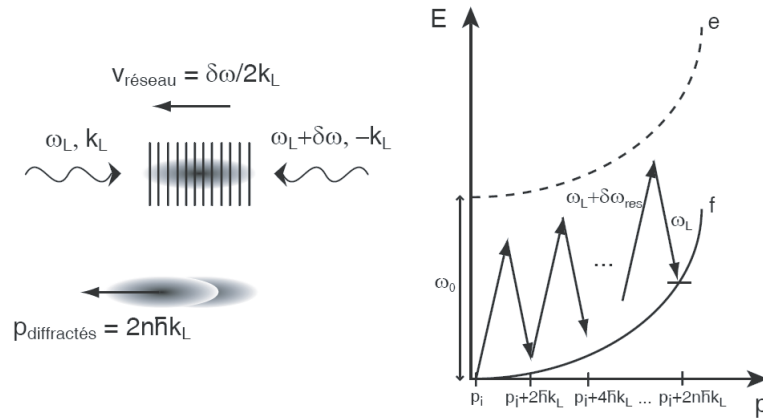 v_réseau = δω/2k_L
ω_L, k_L
ω_L+δω, −k_L
p_diffractés = 2nħk_L
E
e
ω_L+δω_res
ω_L
f
...
ω_0
p_i
p_i+2ħk_L
p_i+4ħk_L
...
p_i+2nħk_L
p